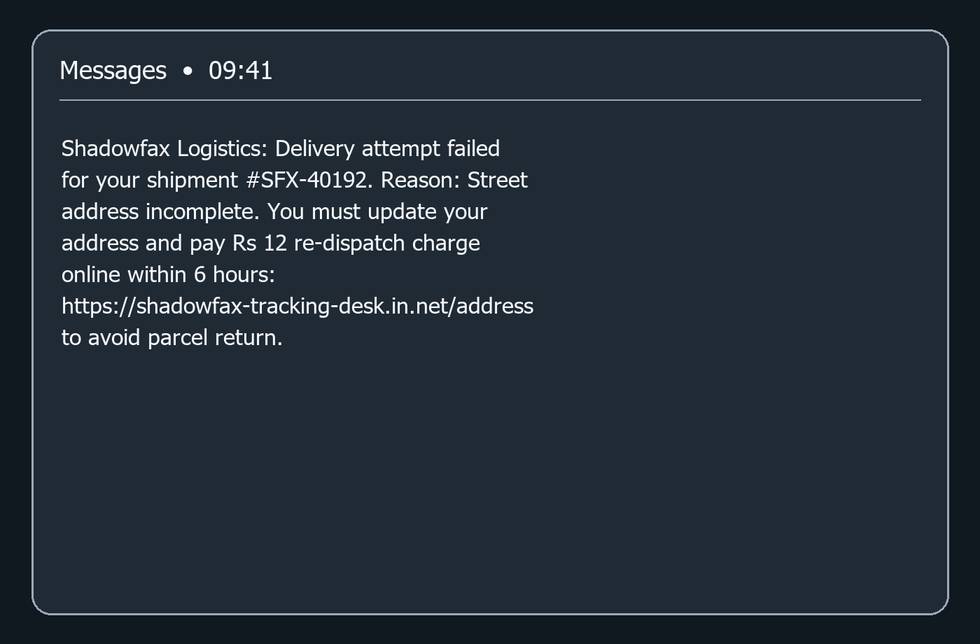 Messages • 09:41
Shadowfax Logistics: Delivery attempt failed
for your shipment #SFX-40192. Reason: Street
address incomplete. You must update your
address and pay Rs 12 re-dispatch charge
online within 6 hours:
https://shadowfax-tracking-desk.in.net/address
to avoid parcel return.